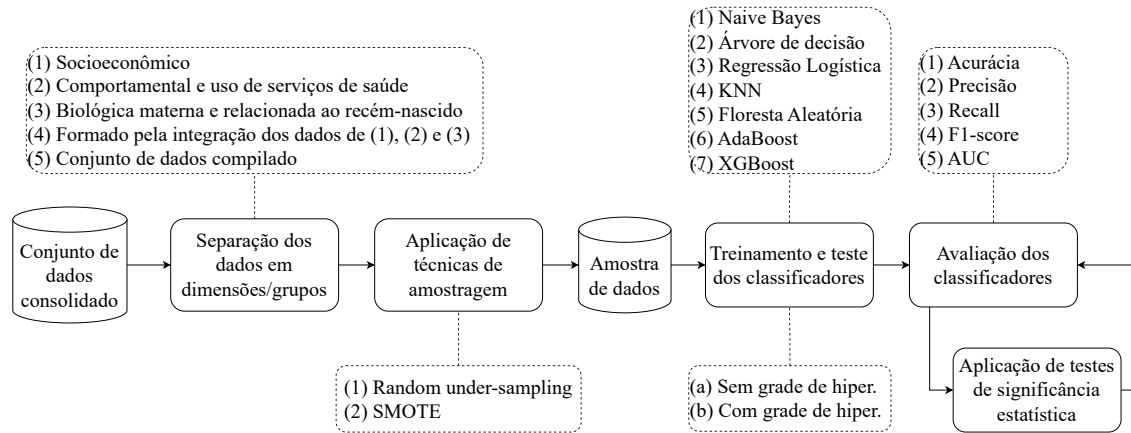 (1) Socioeconômico
(2) Comportamental e uso de serviços de saúde
(3) Biológica materna e relacionada ao recém-nascido
(4) Formado pela integração dos dados de (1), (2) e (3)
(5) Conjunto de dados compilado
(1) Naive Bayes
(2) Árvore de decisão
(3) Regressão Logística
(4) KNN
(5) Floresta Aleatória
(6) AdaBoost
(7) XGBoost
(1) Acurácia
(2) Precisão
(3) Recall
(4) F1-score
(5) AUC
Conjunto de
dados
consolidado
Separação dos
dados em
dimensões/grupos
Aplicação de
técnicas de
amostragem
Amostra
de dados
Treinamento e teste
dos classificadores
Avaliação dos
classificadores
(1) Random under-sampling
(2) SMOTE
(a) Sem grade de hiper.
(b) Com grade de hiper.
Aplicação de testes
de significância
estatística